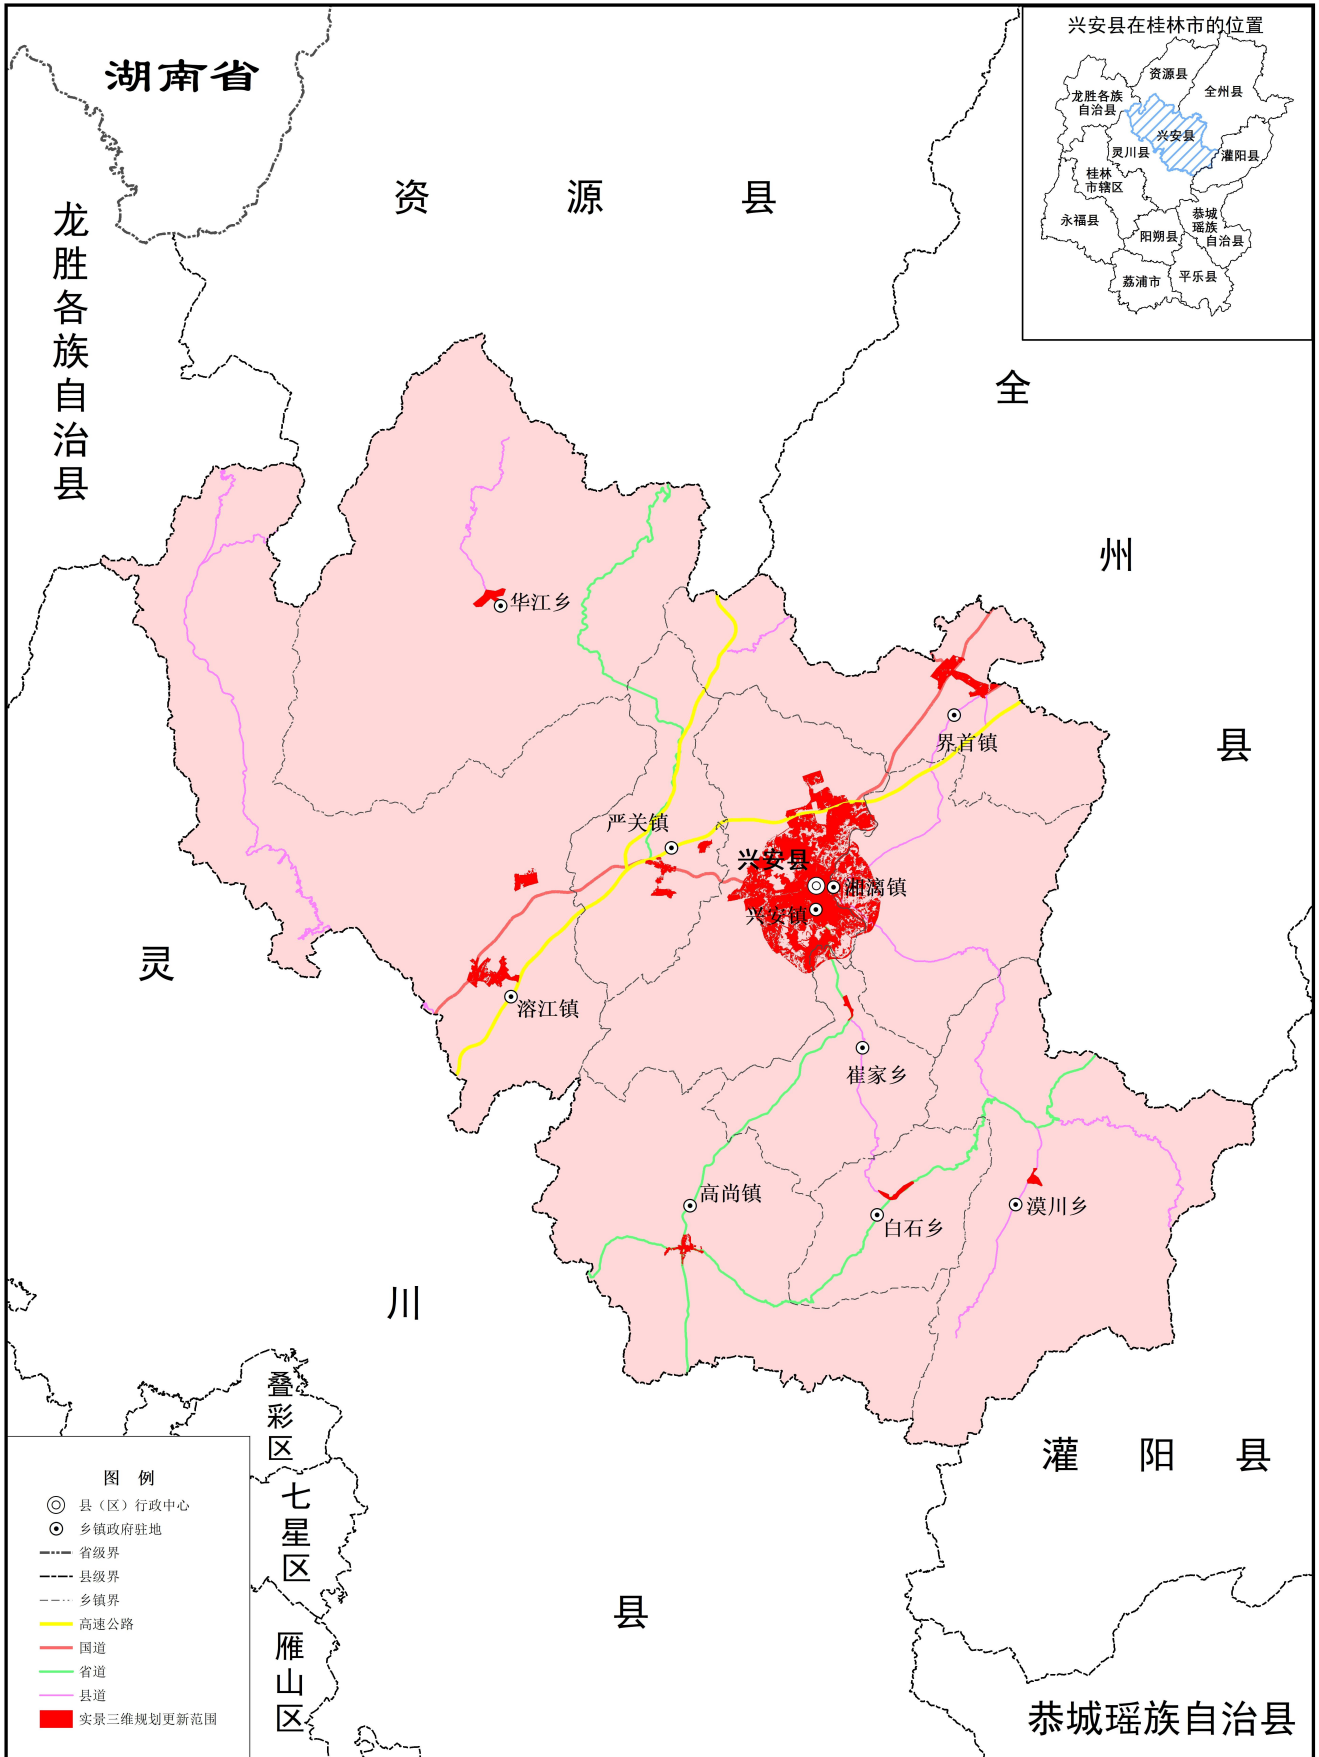 湖南省
兴安县在桂林市的位置
资源县
全州县
龙胜各族
自治县
兴安县
灵川县
灌阳县
桂林
市辖区
永福县
恭城
瑶族
自治县
阳朔县
荔浦市
平乐县
资源县
龙胜各族自治县
全州县
华江乡
界首镇
严关镇
兴安县
湘漓镇
兴安镇
溶江镇
崔家乡
高尚镇
白石乡
漠川乡
灵川县
叠彩区
七星区
雁山区
灌阳县
恭城瑶族自治县
图例
县（区）行政中心
乡镇政府驻地
省级界
县级界
乡镇界
高速公路
国道
省道
县道
实景三维规划更新范围